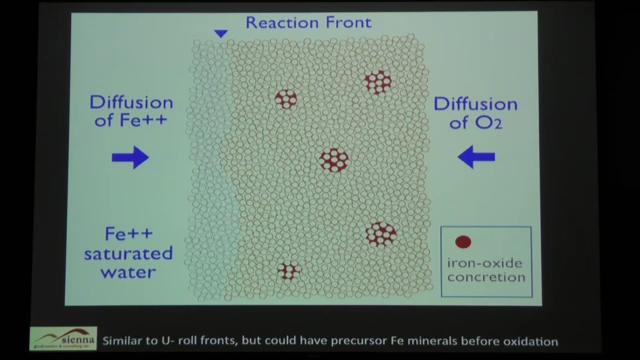 Reaction Front
Diffusion
of Fe++
Diffusion
of O2
Fe++
saturated
water
iron-oxide
concretion
sienna
Similar to U- roll fronts, but could have precursor Fe minerals before oxidation